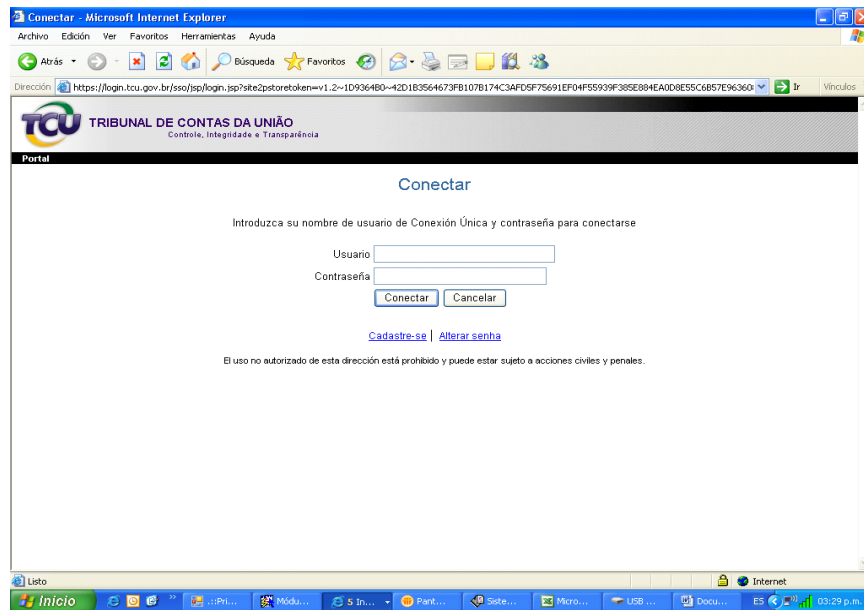 Conectar - Microsoft Internet Explorer
Archivo Edición Ver Favoritos Herramientas Ayuda
Atrás Búsqueda Favoritos
Dirección https://login.tcu.gov.br/sso/jsp/login.jsp?site2pstoretoken=v1.2~1D9364B0~42D1B3564673FB107B174C3AFD5F75691EF04F55939F385E884EA0D8E55C6B57E96360 Ir Vínculos
TCU TRIBUNAL DE CONTAS DA UNIÃO
Controle, Integridade e Transparência
Portal
Conectar
Introduzca su nombre de usuario de Conexión Única y contraseña para conectarse
Usuario
Contraseña
Conectar Cancelar
Cadastre-se | Alterar senha
El uso no autorizado de esta dirección está prohibido y puede estar sujeto a acciones civiles y penales.
Listo Internet
Inicio .::Pri... Módu... 5 In... Pant... Siste... Micro... USB ... Docu... ES 03:29 p.m.